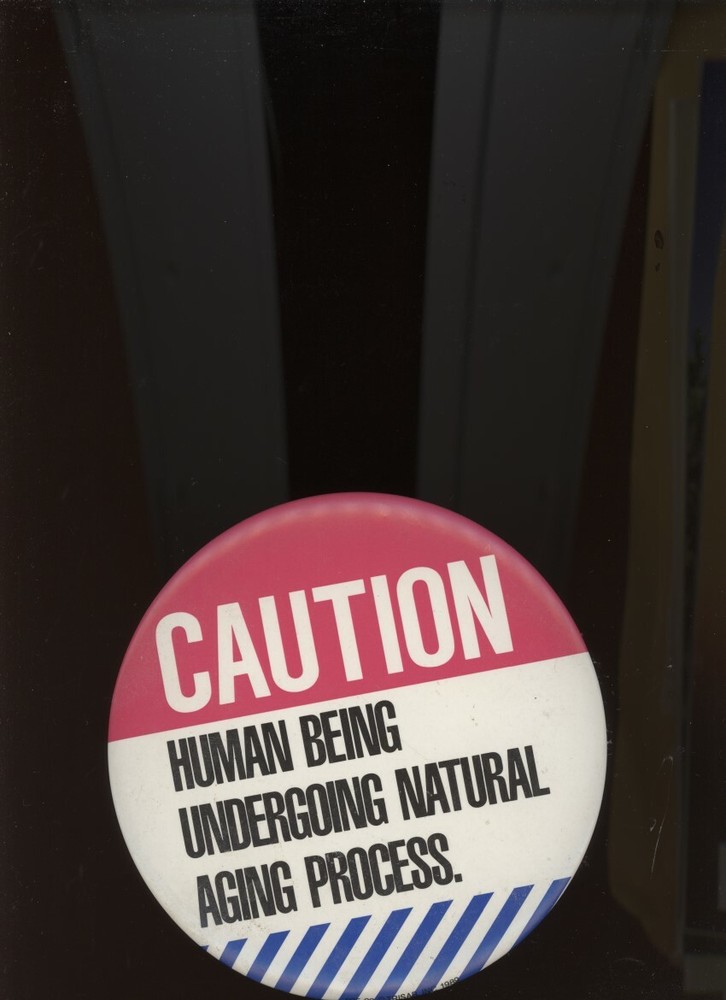 CAUTION
HUMAN BEING
UNDERGOING NATURAL
AGING PROCESS.